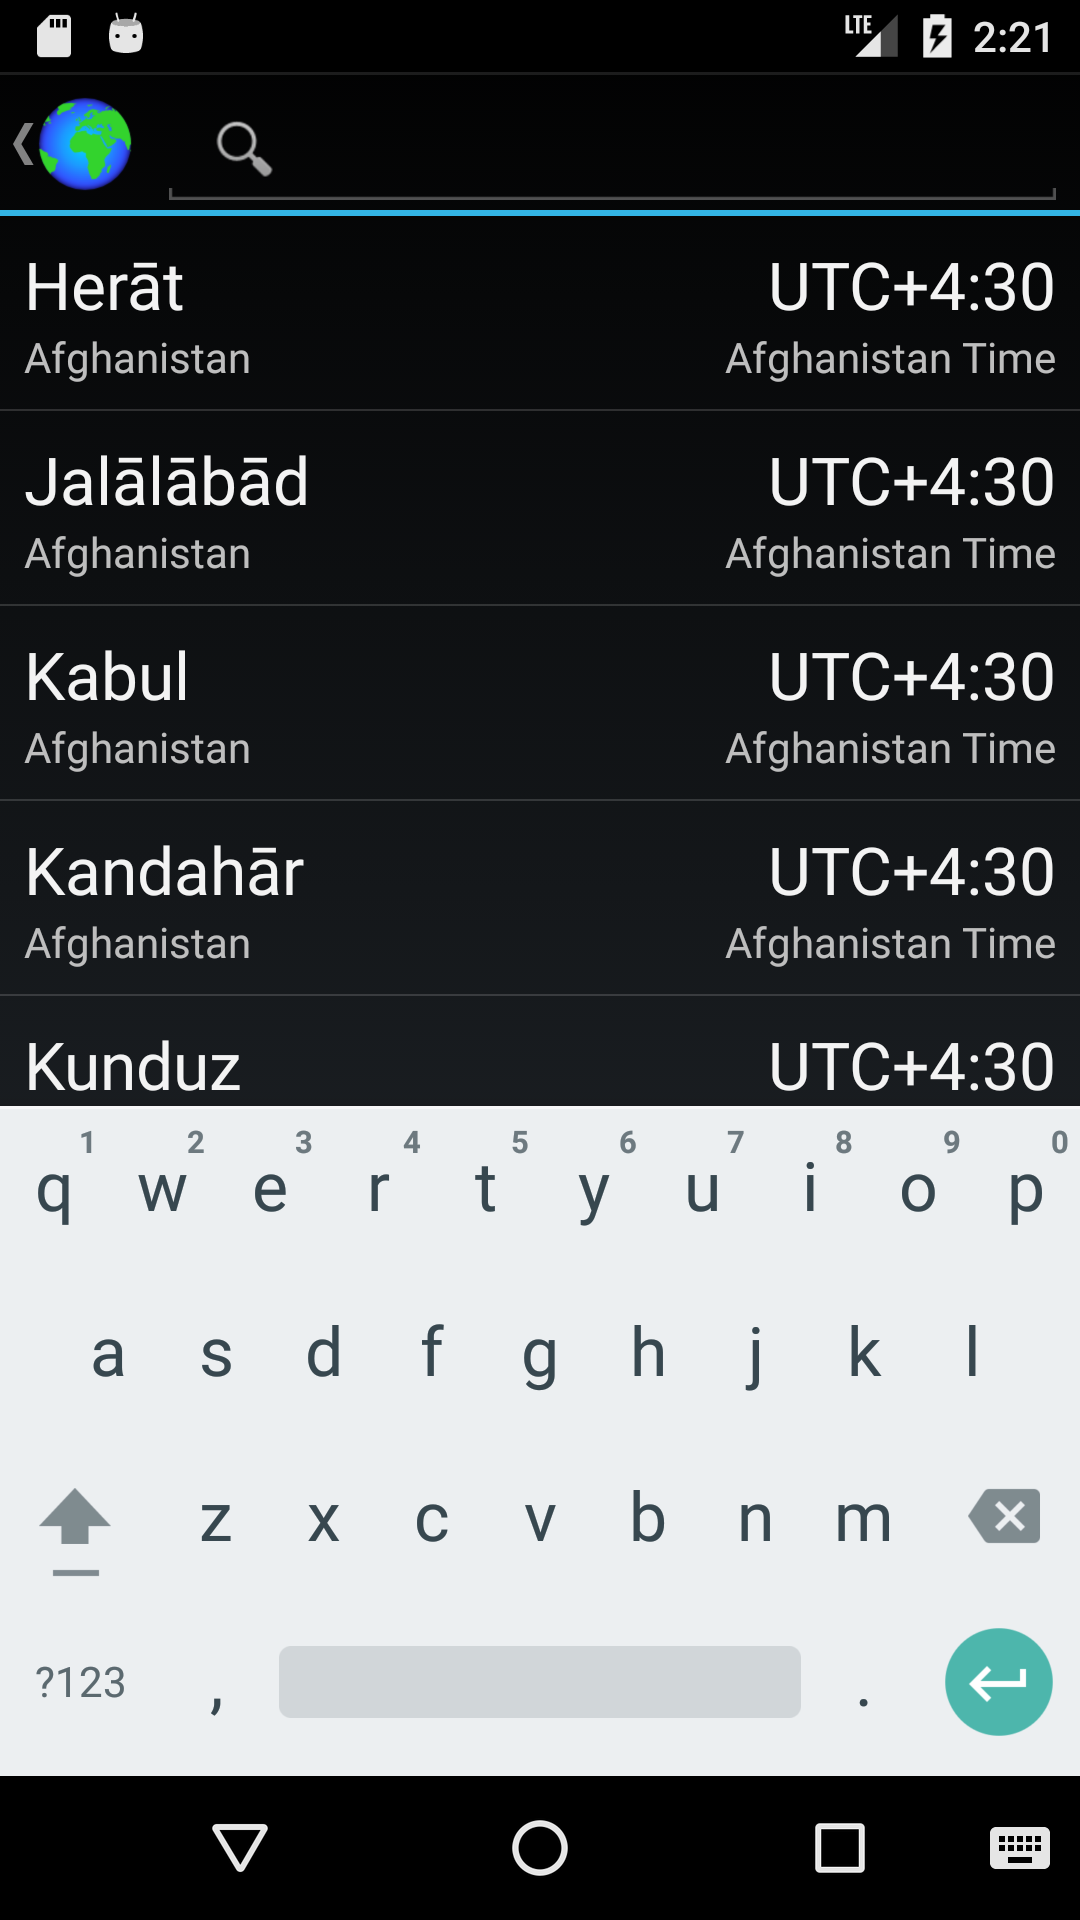 LTE 2:21
Herāt UTC+4:30
Afghanistan Afghanistan Time
Jalālābād UTC+4:30
Afghanistan Afghanistan Time
Kabul UTC+4:30
Afghanistan Afghanistan Time
Kandahār UTC+4:30
Afghanistan Afghanistan Time
Kunduz UTC+4:30
1 2 3 4 5 6 7 8 9 0
q w e r t y u i o p
a s d f g h j k l
z x c v b n m
?123 , .